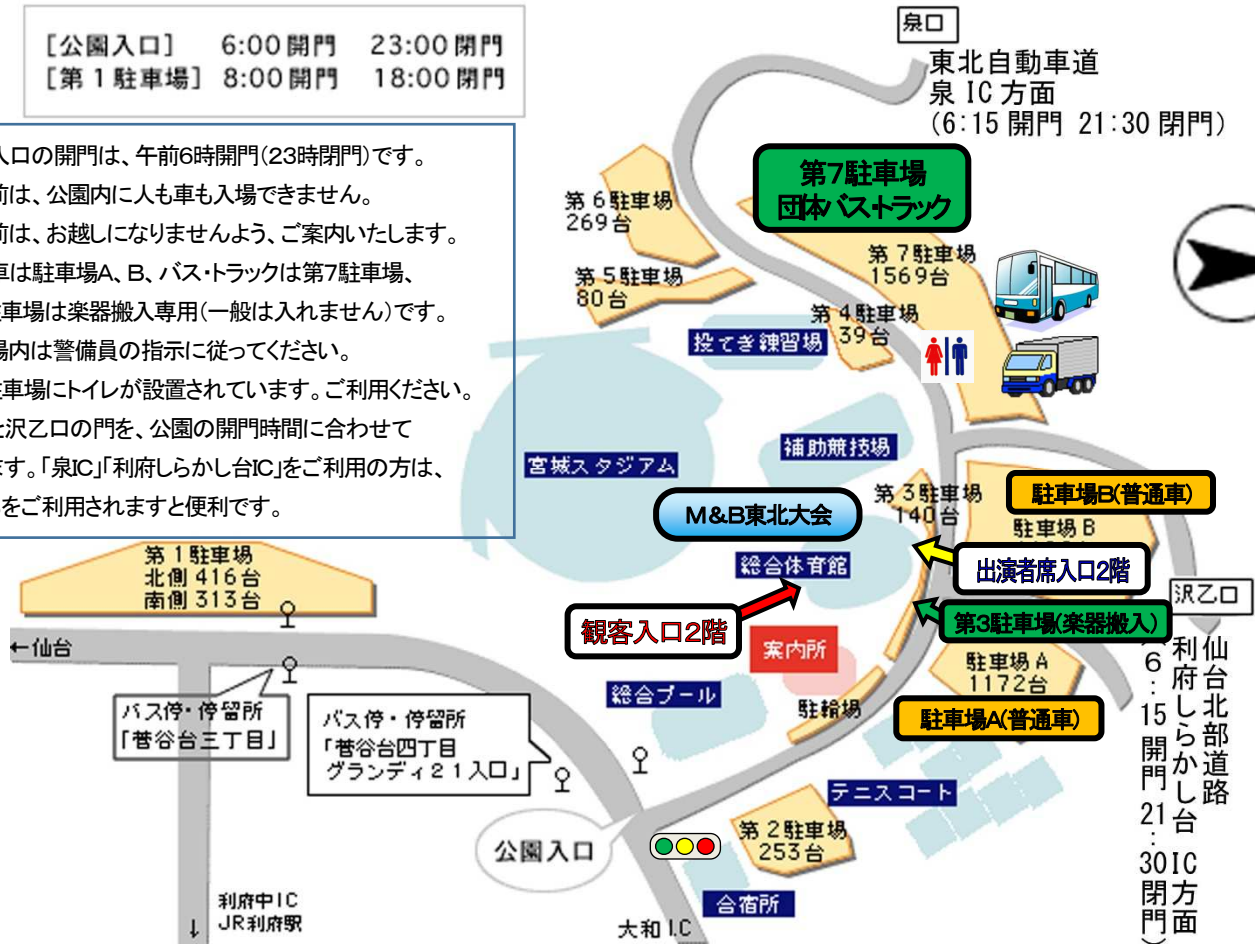 [公園入口] 6:00開門 23:00閉門
[第1駐車場] 8:00開門 18:00閉門
入口の開門は、午前6時開門(23時閉門)です。
前は、公園内に人も車も入場できません。
前は、お越しになりませんよう、ご案内いたします。
車は駐車場A、B、バス・トラックは第7駐車場、
駐車場は楽器搬入専用(一般は入れません)です。
場内は警備員の指示に従ってください。
駐車場にトイレが設置されています。ご利用ください。
と沢乙口の門を、公園の開門時間に合わせて
ます。「泉IC」「利府しらかし台IC」をご利用の方は、
をご利用されますと便利です。
泉口
東北自動車道
泉 IC 方面
(6:15 開門 21:30 閉門)
第7駐車場
団体バス・トラック
第6駐車場
269台
第7駐車場
1569台
第5駐車場
80台
第4駐車場
39台
投てき練習場
補助競技場
宮城スタジアム
第3駐車場
140台
駐車場B(普通車)
駐車場 B
M&B東北大会
総合体育館
出演者席入口2階
沢乙口
第1駐車場
北側 416台
南側 313台
観客入口2階
第3駐車場(楽器搬入)
←仙台
案内所
駐車場 A
1172台
仙台北部道路
利府しらかし台 IC 方面
6:15 開門 21:30 閉門)
総合プール
駐輪場
駐車場A(普通車)
バス停・停留所
「菅谷台三丁目」
バス停・停留所
「菅谷台四丁目
グランディ21入口」
テニスコート
第2駐車場
253台
公園入口
合宿所
利府中IC
JR利府駅
↓
大和 I.C